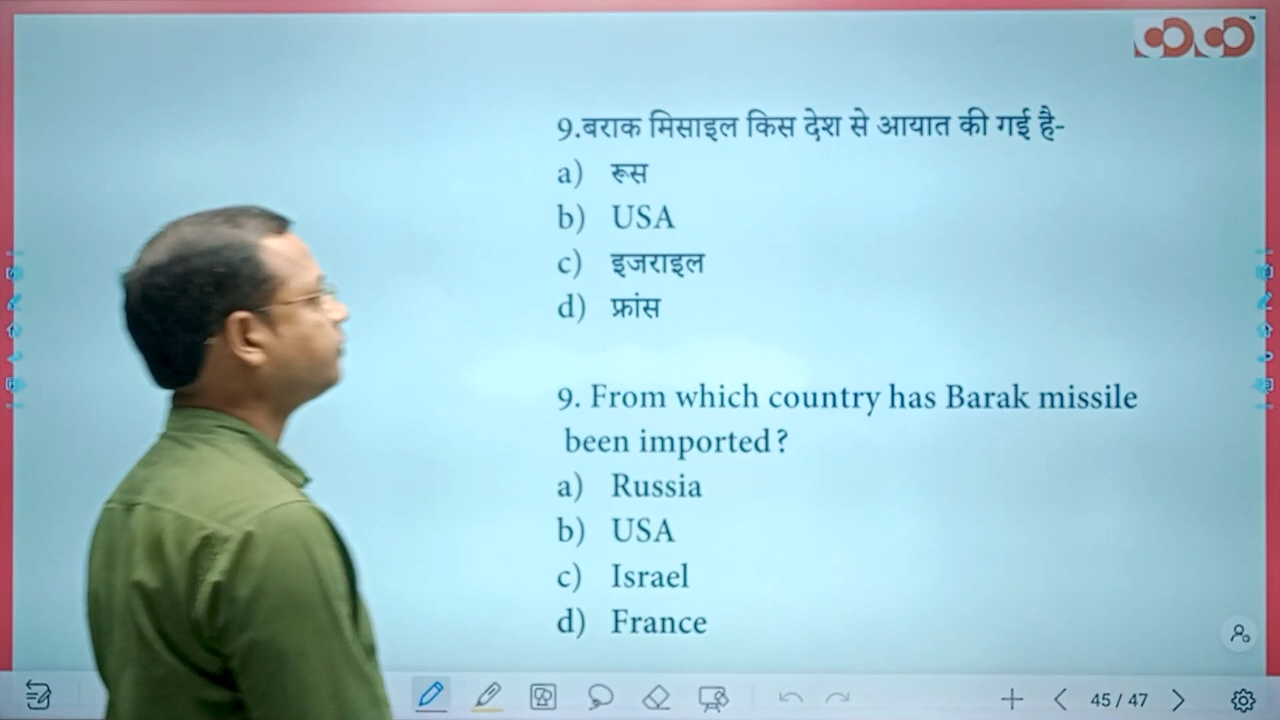 9.बराक मिसाइल किस देश से आयात की गई है-
a) रूस
b) USA
c) इजराइल
d) फ्रांस
9. From which country has Barak missile
been imported?
a) Russia
b) USA
c) Israel
d) France
45 / 47